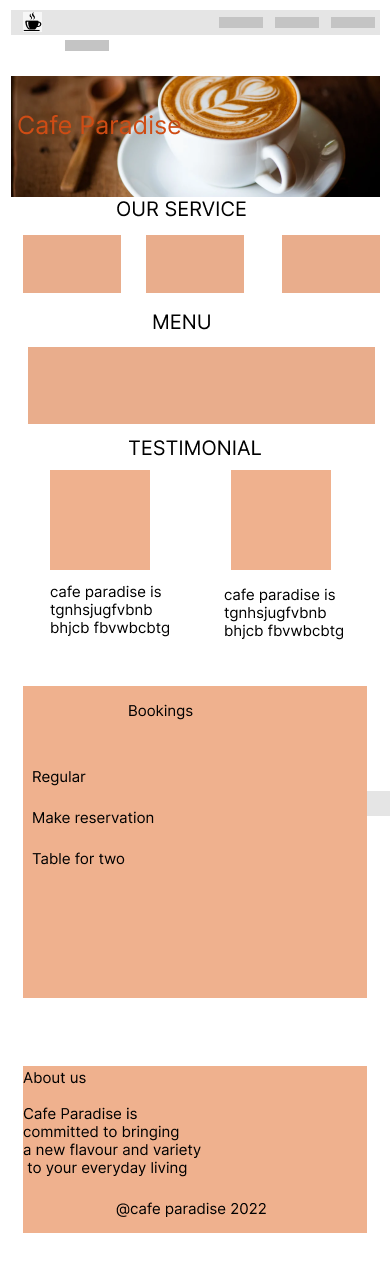 Cafe Paradise
OUR SERVICE
MENU
TESTIMONIAL
cafe paradise is
tgnhsjugfvbnb
bhjcb fbvwbcbtg
cafe paradise is
tgnhsjugfvbnb
bhjcb fbvwbcbtg
Bookings
Regular
Make reservation
Table for two
About us
Cafe Paradise is
committed to bringing
a new flavour and variety
to your everyday living
@cafe paradise 2022